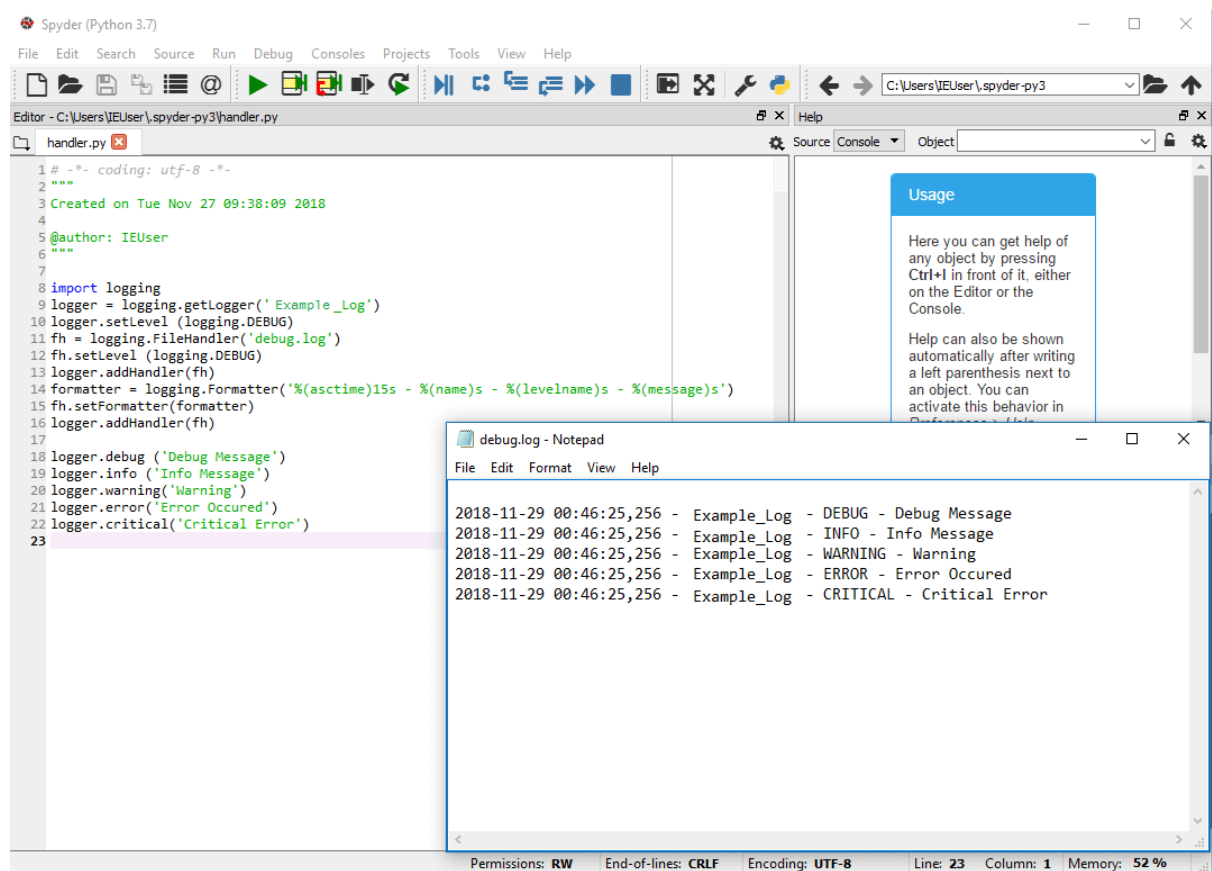 Spyder (Python 3.7)
File Edit Search Source Run Debug Consoles Projects Tools View Help
C:\Users\IEUser\.spyder-py3
Editor - C:\Users\IEUser\.spyder-py3\handler.py
Help
handler.py
Source Console Object
1 # -*- coding: utf-8 -*-
2 """
3 Created on Tue Nov 27 09:38:09 2018
4
5 @author: IEUser
6 """
7
8 import logging
9 logger = logging.getLogger(' Example_Log')
10 logger.setLevel (logging.DEBUG)
11 fh = logging.FileHandler('debug.log')
12 fh.setLevel (logging.DEBUG)
13 logger.addHandler(fh)
14 formatter = logging.Formatter('%(asctime)15s - %(name)s - %(levelname)s - %(message)s')
15 fh.setFormatter(formatter)
16 logger.addHandler(fh)
17
18 logger.debug ('Debug Message')
19 logger.info ('Info Message')
20 logger.warning('Warning')
21 logger.error('Error Occured')
22 logger.critical('Critical Error')
23
Usage
Here you can get help of
any object by pressing
Ctrl+I in front of it, either
on the Editor or the
Console.
Help can also be shown
automatically after writing
a left parenthesis next to
an object. You can
activate this behavior in
Preferences > Help
debug.log - Notepad
File Edit Format View Help
2018-11-29 00:46:25,256 - Example_Log - DEBUG - Debug Message
2018-11-29 00:46:25,256 - Example_Log - INFO - Info Message
2018-11-29 00:46:25,256 - Example_Log - WARNING - Warning
2018-11-29 00:46:25,256 - Example_Log - ERROR - Error Occured
2018-11-29 00:46:25,256 - Example_Log - CRITICAL - Critical Error
Permissions: RW End-of-lines: CRLF Encoding: UTF-8 Line: 23 Column: 1 Memory: 52 %